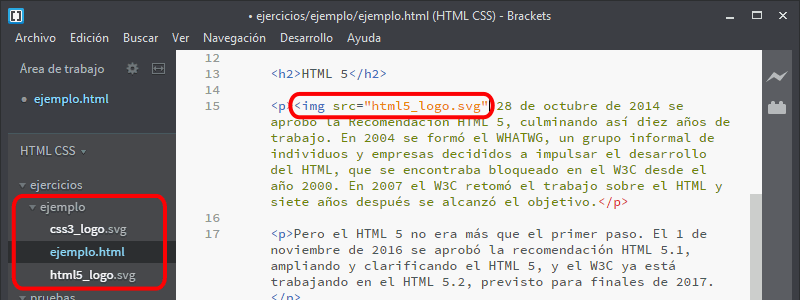 • ejercicios/ejemplo/ejemplo.html (HTML CSS) - Brackets
Archivo Edición Buscar Ver Navegación Desarrollo Ayuda
Área de trabajo
• ejemplo.html
HTML CSS
ejercicios
ejemplo
css3_logo.svg
ejemplo.html
html5_logo.svg
pruebas
12
13 <h2>HTML 5</h2>
15 <p><img src="html5_logo.svg" 28 de octubre de 2014 se
aprobó la Recomendación HTML 5, culminando así diez años de
trabajo. En 2004 se formó el WHATWG, un grupo informal de
individuos y empresas decididos a impulsar el desarrollo
del HTML, que se encontraba bloqueado en el W3C desde el
año 2000. En 2007 el W3C retomó el trabajo sobre el HTML y
siete años después se alcanzó el objetivo.</p>
16
17 <p>Pero el HTML 5 no era más que el primer paso. El 1 de
noviembre de 2016 se aprobó la recomendación HTML 5.1,
ampliando y clarificando el HTML 5, y el W3C ya está
trabajando en el HTML 5.2, previsto para finales de 2017.
</p>